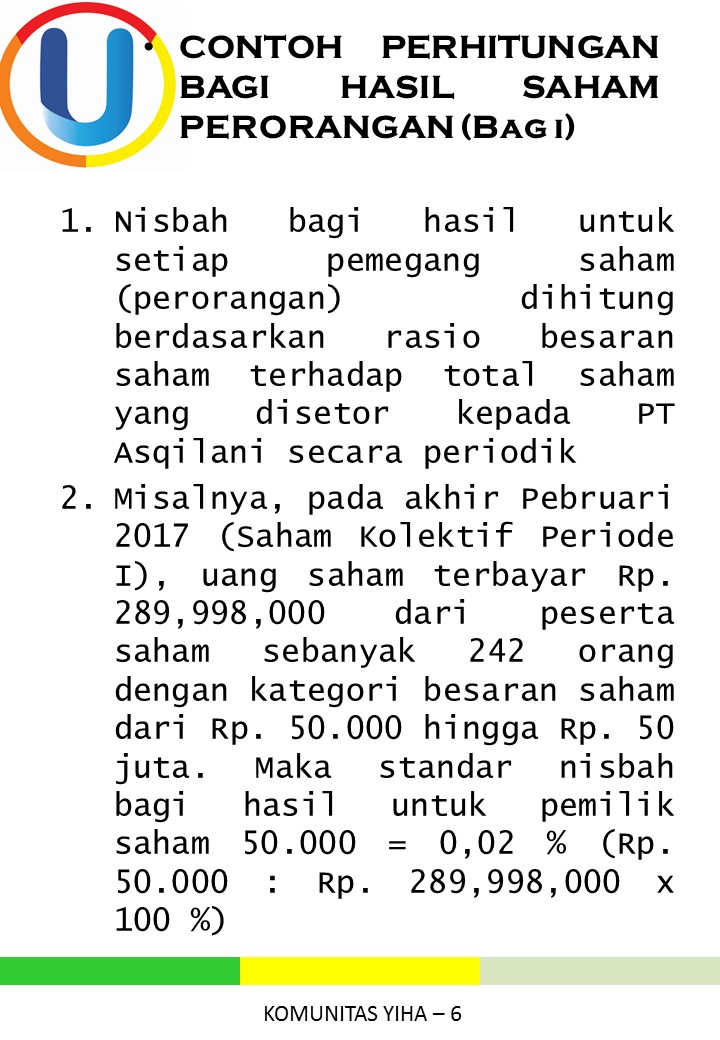 U
• CONTOH PERHITUNGAN
BAGI HASIL SAHAM
PERORANGAN (BAG I)
1. Nisbah bagi hasil untuk
setiap pemegang saham
(perorangan) dihitung
berdasarkan rasio besaran
saham terhadap total saham
yang disetor kepada PT
Asqilani secara periodik
2. Misalnya, pada akhir Pebruari
2017 (Saham Kolektif Periode
I), uang saham terbayar Rp.
289,998,000 dari peserta
saham sebanyak 242 orang
dengan kategori besaran saham
dari Rp. 50.000 hingga Rp. 50
juta. Maka standar nisbah
bagi hasil untuk pemilik
saham 50.000 = 0,02 % (Rp.
50.000 : Rp. 289,998,000 x
100 %)
KOMUNITAS YIHA – 6